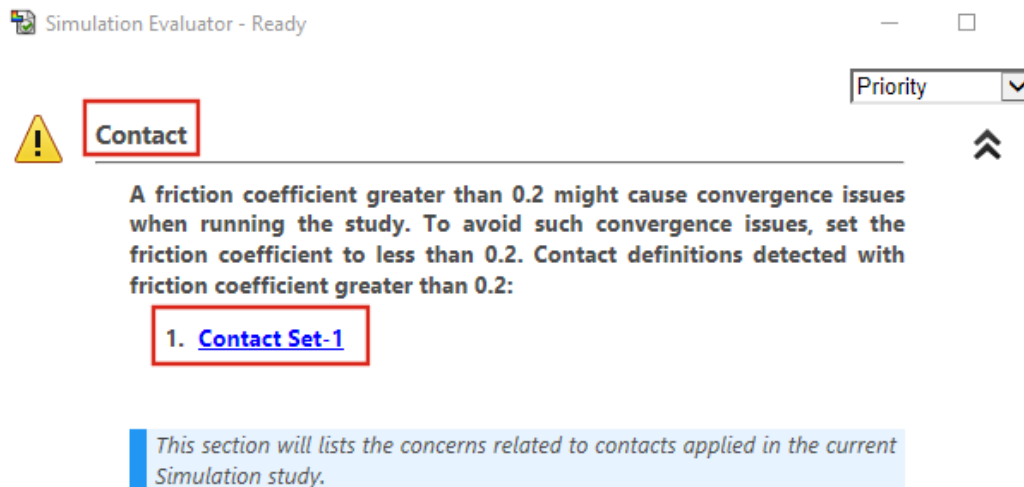 Simulation Evaluator - Ready
Priority
Contact
A friction coefficient greater than 0.2 might cause convergence issues
when running the study. To avoid such convergence issues, set the
friction coefficient to less than 0.2. Contact definitions detected with
friction coefficient greater than 0.2:
1. Contact Set-1
This section will lists the concerns related to contacts applied in the current
Simulation study.